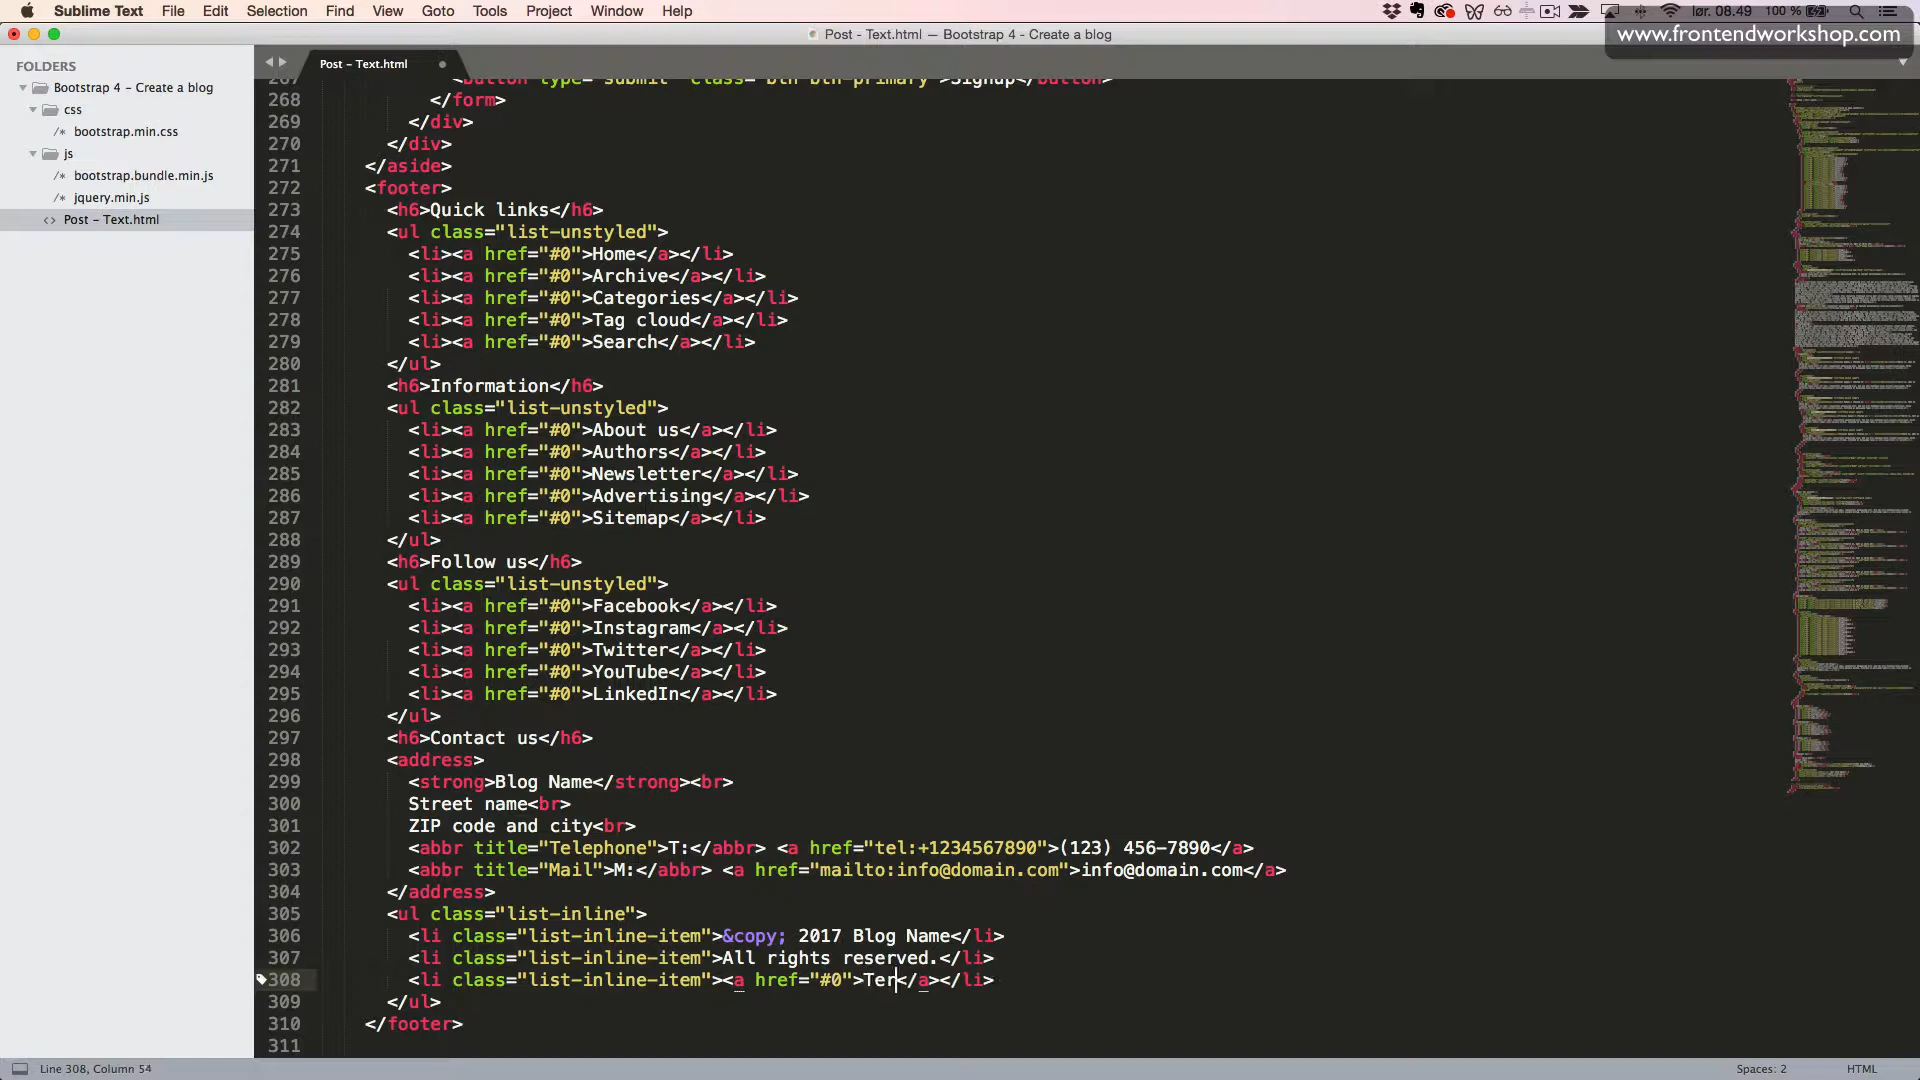 Sublime Text File Edit Selection Find View Goto Tools Project Window Help
lør. 08.49 100 %
Post - Text.html — Bootstrap 4 - Create a blog
www.frontendworkshop.com
FOLDERS
Bootstrap 4 – Create a blog
css
/* bootstrap.min.css
js
/* bootstrap.bundle.min.js
/* jquery.min.js
<> Post – Text.html
Post – Text.html
267 <button type="submit" class="btn btn-primary">Signup</button>
268 </form>
269 </div>
270 </div>
271 </aside>
272 <footer>
273 <h6>Quick links</h6>
274 <ul class="list-unstyled">
275 <li><a href="#0">Home</a></li>
276 <li><a href="#0">Archive</a></li>
277 <li><a href="#0">Categories</a></li>
278 <li><a href="#0">Tag cloud</a></li>
279 <li><a href="#0">Search</a></li>
280 </ul>
281 <h6>Information</h6>
282 <ul class="list-unstyled">
283 <li><a href="#0">About us</a></li>
284 <li><a href="#0">Authors</a></li>
285 <li><a href="#0">Newsletter</a></li>
286 <li><a href="#0">Advertising</a></li>
287 <li><a href="#0">Sitemap</a></li>
288 </ul>
289 <h6>Follow us</h6>
290 <ul class="list-unstyled">
291 <li><a href="#0">Facebook</a></li>
292 <li><a href="#0">Instagram</a></li>
293 <li><a href="#0">Twitter</a></li>
294 <li><a href="#0">YouTube</a></li>
295 <li><a href="#0">LinkedIn</a></li>
296 </ul>
297 <h6>Contact us</h6>
298 <address>
299 <strong>Blog Name</strong><br>
300 Street name<br>
301 ZIP code and city<br>
302 <abbr title="Telephone">T:</abbr> <a href="tel:+1234567890">(123) 456-7890</a>
303 <abbr title="Mail">M:</abbr> <a href="mailto:info@domain.com">info@domain.com</a>
304 </address>
305 <ul class="list-inline">
306 <li class="list-inline-item">&copy; 2017 Blog Name</li>
307 <li class="list-inline-item">All rights reserved.</li>
308 <li class="list-inline-item"><a href="#0">Ter</a></li>
309 </ul>
310 </footer>
311
Line 308, Column 54
Spaces: 2 HTML